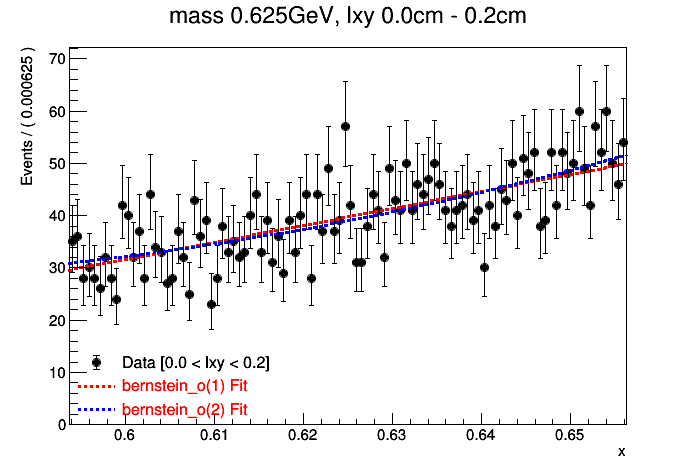 mass 0.625GeV, lxy 0.0cm - 0.2cm
Events / ( 0.000625 )
70
60
50
40
30
20
10
0
Data [0.0 < lxy < 0.2]
bernstein_o(1) Fit
bernstein_o(2) Fit
0.6 0.61 0.62 0.63 0.64 0.65
x